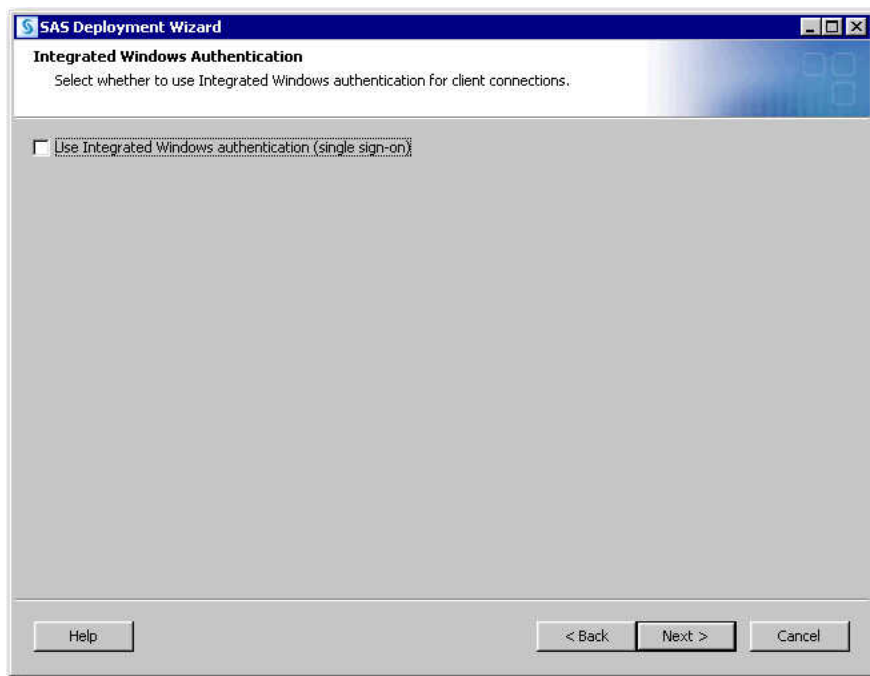 SAS Deployment Wizard
Integrated Windows Authentication
Select whether to use Integrated Windows authentication for client connections.
Use Integrated Windows authentication (single sign-on)
Help
< Back
Next >
Cancel